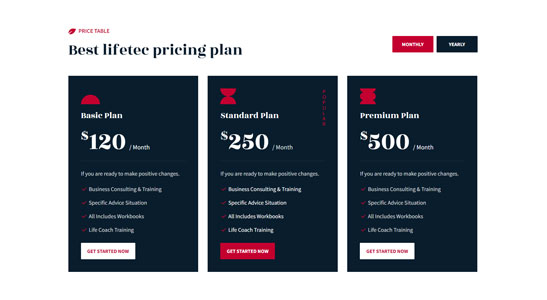 PRICE TABLE
Best lifetec pricing plan
MONTHLY
YEARLY
Basic Plan
$120 / Month
If you are ready to make positive changes.
Business Consulting & Training
Specific Advice Situation
All Includes Workbooks
Life Coach Training
GET STARTED NOW
POPULAR
Standard Plan
$250 / Month
If you are ready to make positive changes.
Business Consulting & Training
Specific Advice Situation
All Includes Workbooks
Life Coach Training
GET STARTED NOW
Premium Plan
$500 / Month
If you are ready to make positive changes.
Business Consulting & Training
Specific Advice Situation
All Includes Workbooks
Life Coach Training
GET STARTED NOW